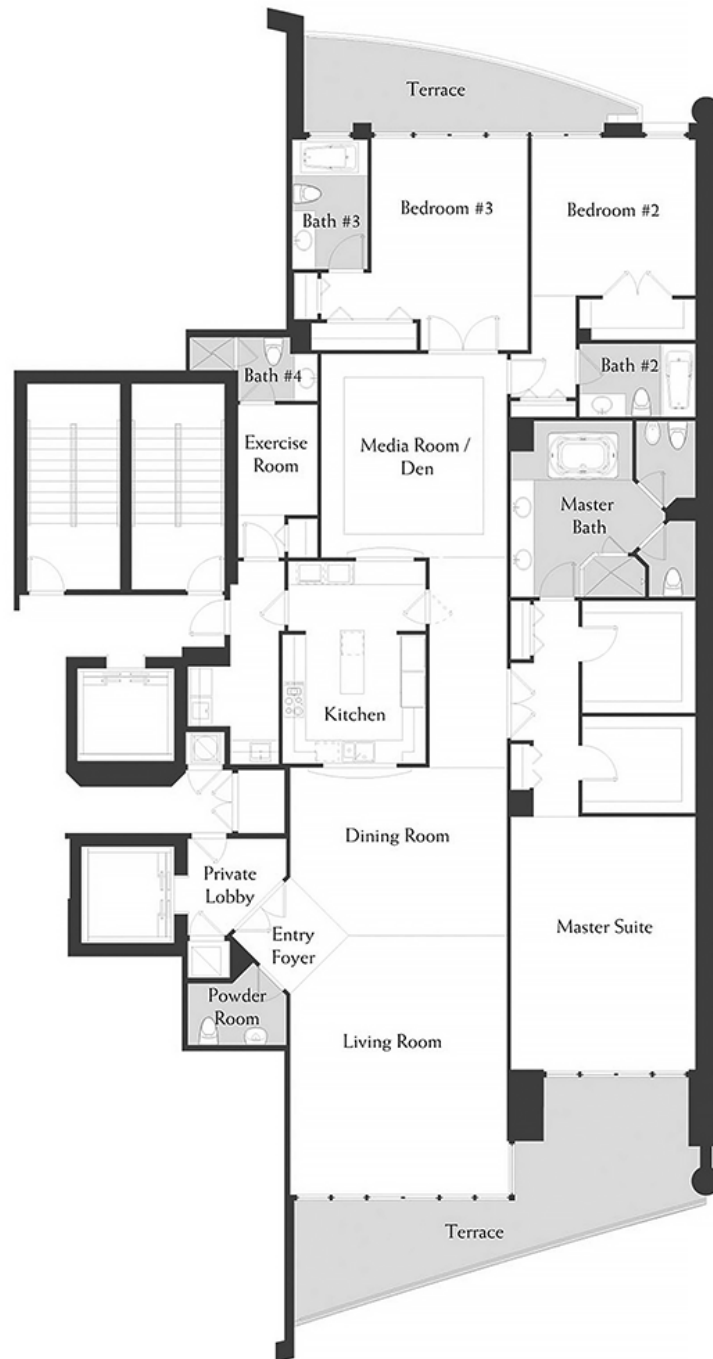 Terrace
Bedroom #3
Bedroom #2
Bath #3
Bath #2
Bath #4
Exercise
Room
Media Room /
Den
Master
Bath
Kitchen
Dining Room
Private
Lobby
Entry
Foyer
Master Suite
Powder
Room
Living Room
Terrace